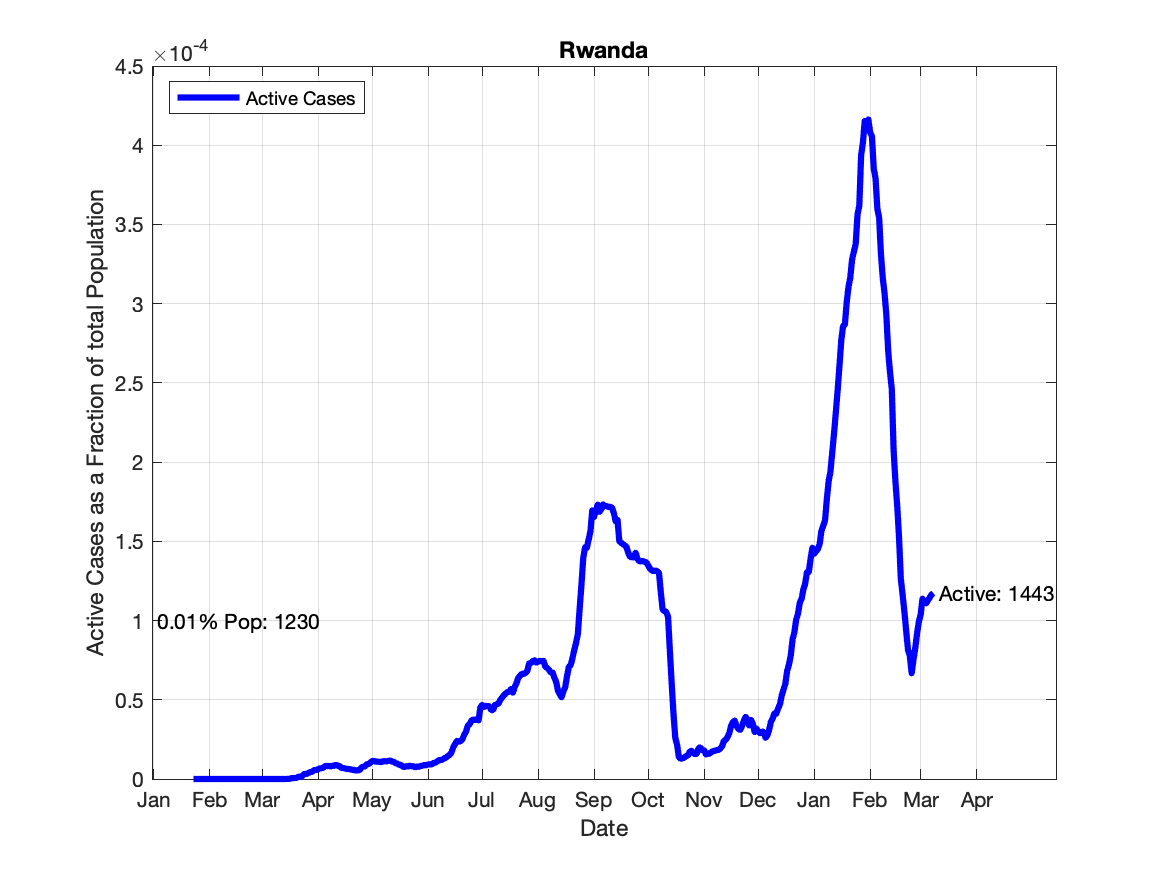 Rwanda
×10-4
4.5
4
3.5
3
2.5
2
1.5
1
0.5
0
Active Cases
0.01% Pop: 1230
Active: 1443
Jan Feb Mar Apr May Jun Jul Aug Sep Oct Nov Dec Jan Feb Mar Apr
Date
Active Cases as a Fraction of total Population